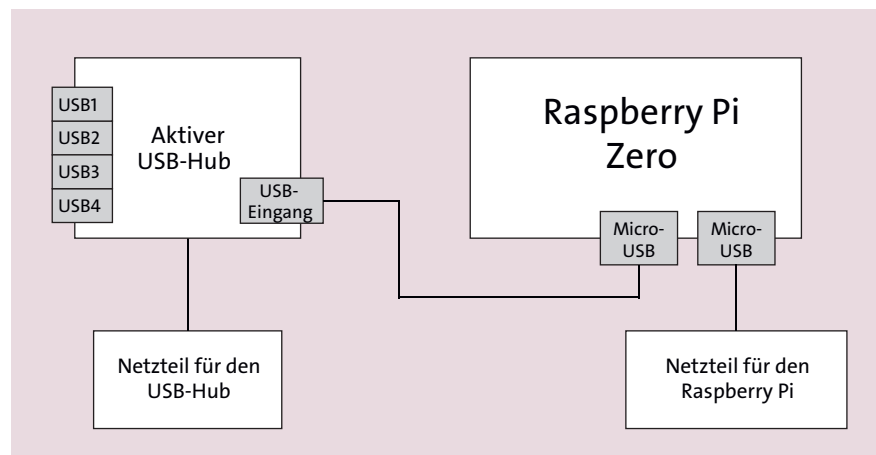 USB1
USB2
USB3
USB4
Aktiver
USB-Hub
USB-
Eingang
Raspberry Pi
Zero
Micro-
USB
Micro-
USB
Netzteil für den
USB-Hub
Netzteil für den
Raspberry Pi